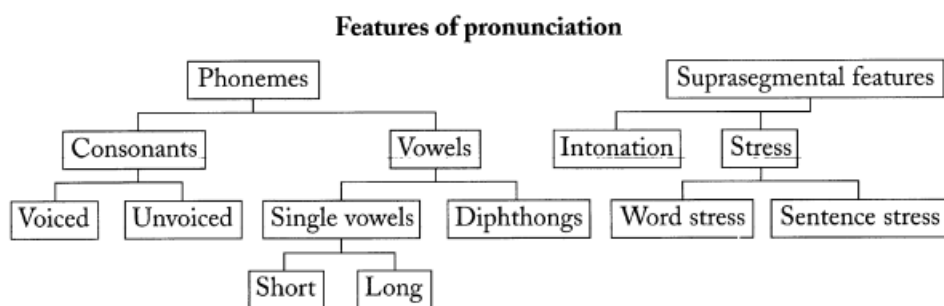 Features of pronunciation
Phonemes
Suprasegmental features
Consonants
Vowels
Intonation
Stress
Voiced
Unvoiced
Single vowels
Diphthongs
Word stress
Sentence stress
Short
Long